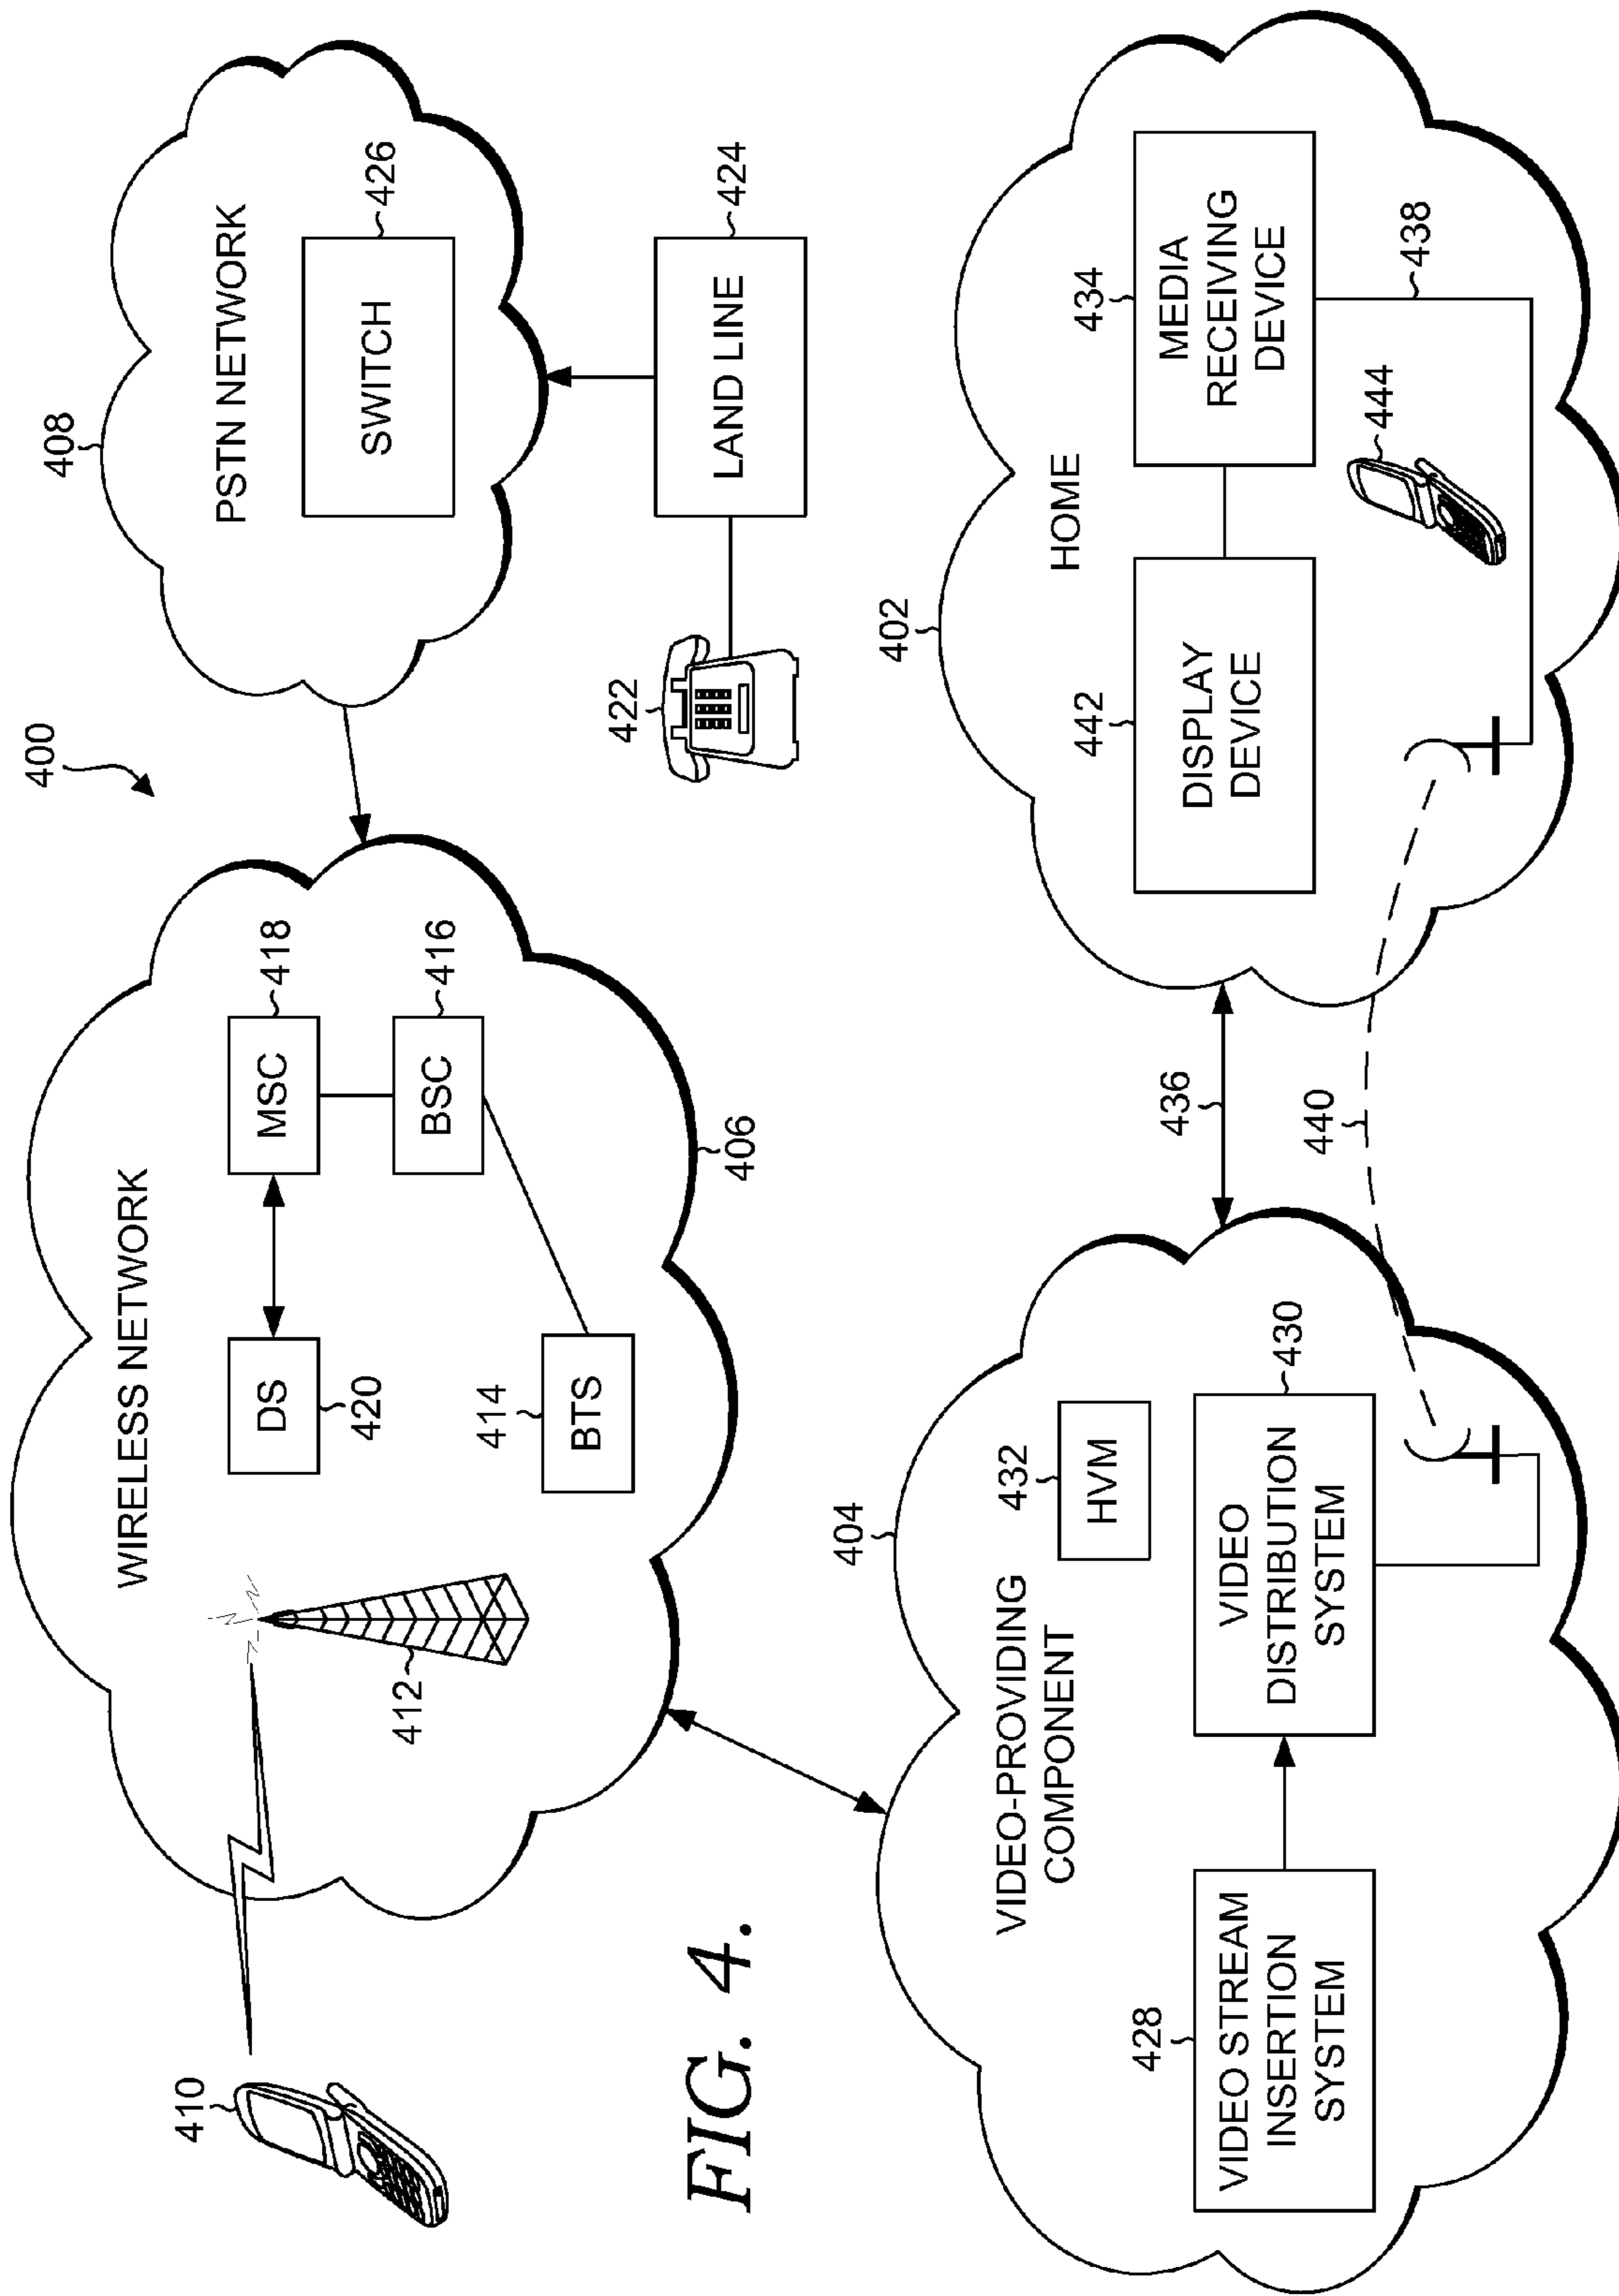 400
WIRELESS NETWORK
410
412
DS
420
MSC
418
BSC
416
414
BTS
406
408
PSTN NETWORK
SWITCH
426
422
LAND LINE
424
FIG. 4.
404
VIDEO-PROVIDING
COMPONENT
432
HVM
428
VIDEO STREAM
INSERTION
SYSTEM
VIDEO
DISTRIBUTION
SYSTEM
430
436
440
402
HOME
442
DISPLAY
DEVICE
434
MEDIA
RECEIVING
DEVICE
444
438